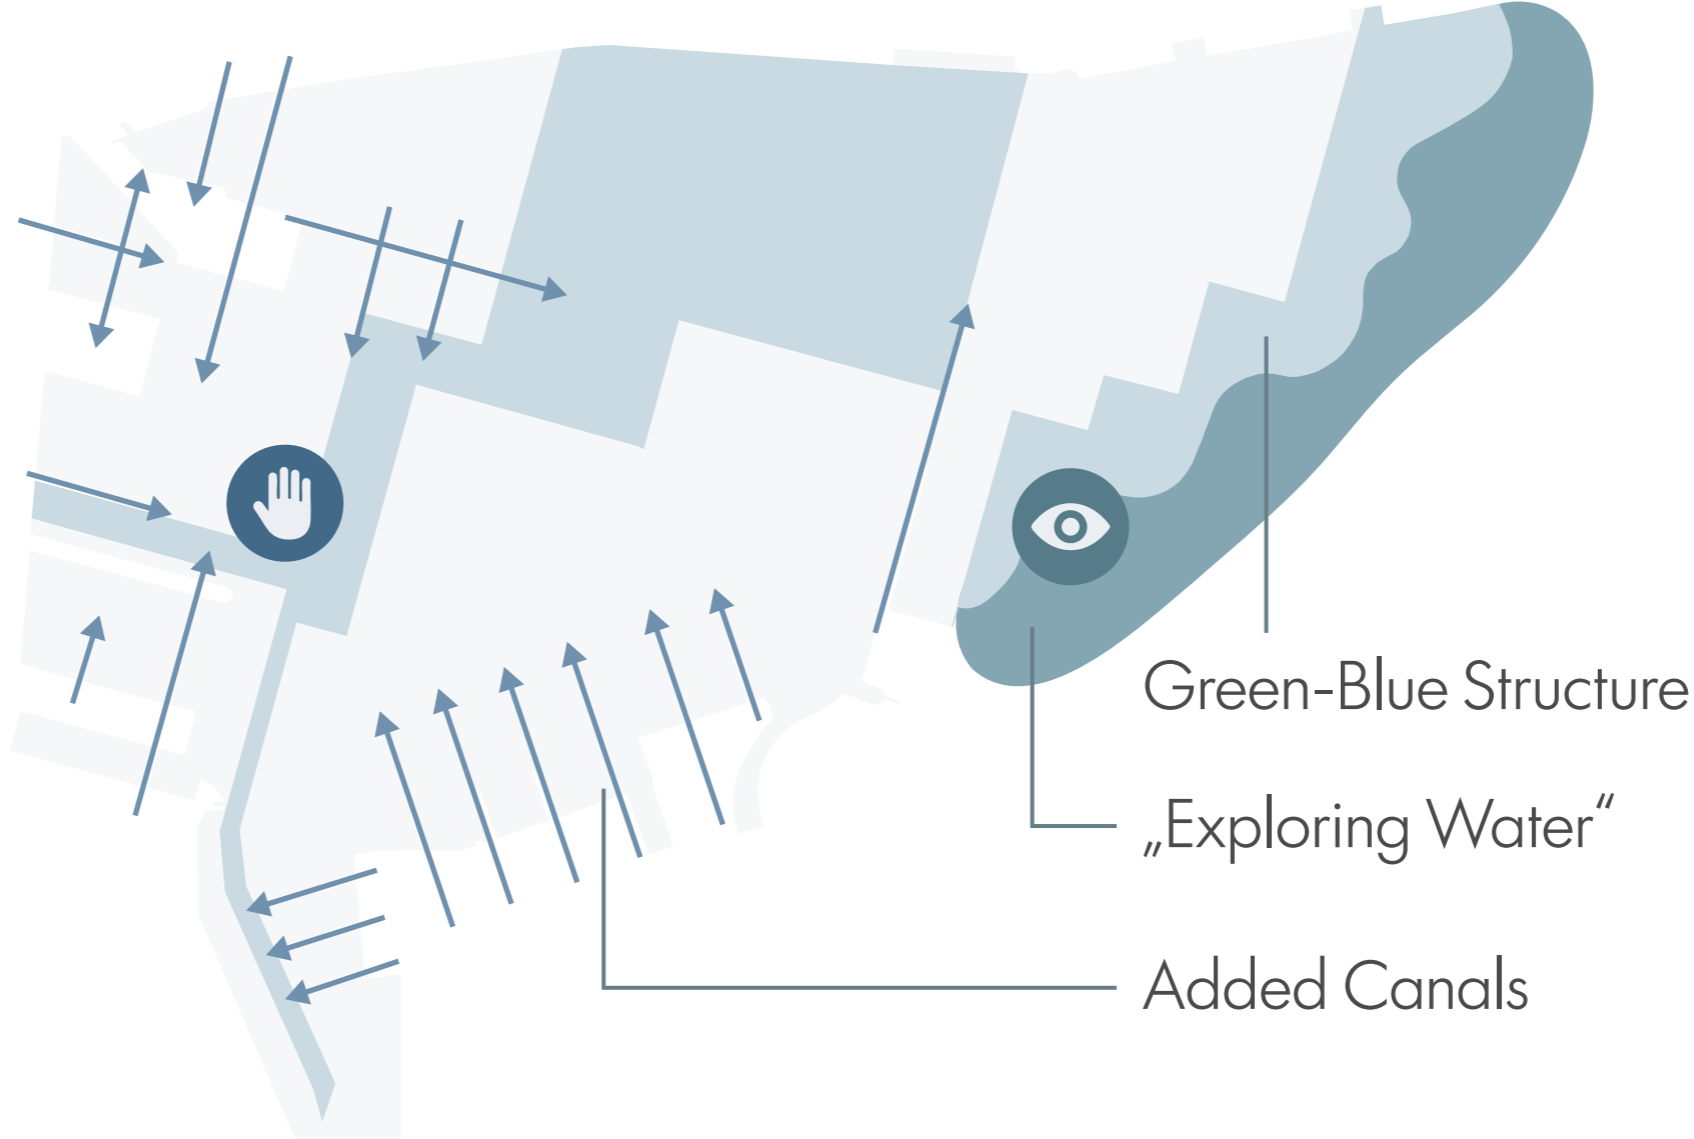 Green-Blue Structure
„Exploring Water“
Added Canals